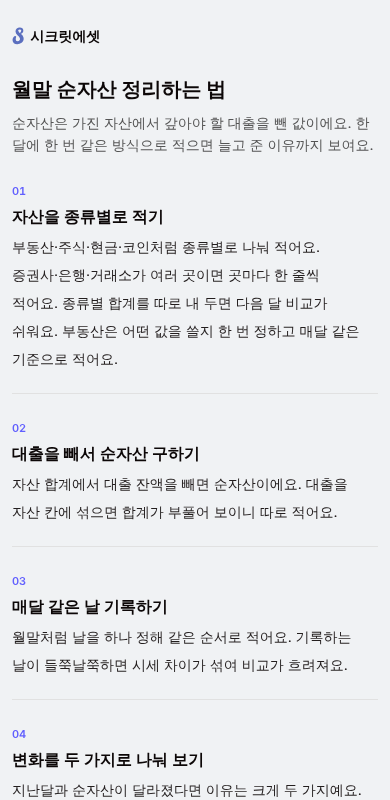 시크릿에셋
월말 순자산 정리하는 법
순자산은 가진 자산에서 갚아야 할 대출을 뺀 값이에요. 한
달에 한 번 같은 방식으로 적으면 늘고 준 이유까지 보여요.
01
자산을 종류별로 적기
부동산·주식·현금·코인처럼 종류별로 나눠 적어요.
증권사·은행·거래소가 여러 곳이면 곳마다 한 줄씩
적어요. 종류별 합계를 따로 내 두면 다음 달 비교가
쉬워요. 부동산은 어떤 값을 쓸지 한 번 정하고 매달 같은
기준으로 적어요.
02
대출을 빼서 순자산 구하기
자산 합계에서 대출 잔액을 빼면 순자산이에요. 대출을
자산 칸에 섞으면 합계가 부풀어 보이니 따로 적어요.
03
매달 같은 날 기록하기
월말처럼 날을 하나 정해 같은 순서로 적어요. 기록하는
날이 들쭉날쭉하면 시세 차이가 섞여 비교가 흐려져요.
04
변화를 두 가지로 나눠 보기
지난달과 순자산이 달라졌다면 이유는 크게 두 가지예요.